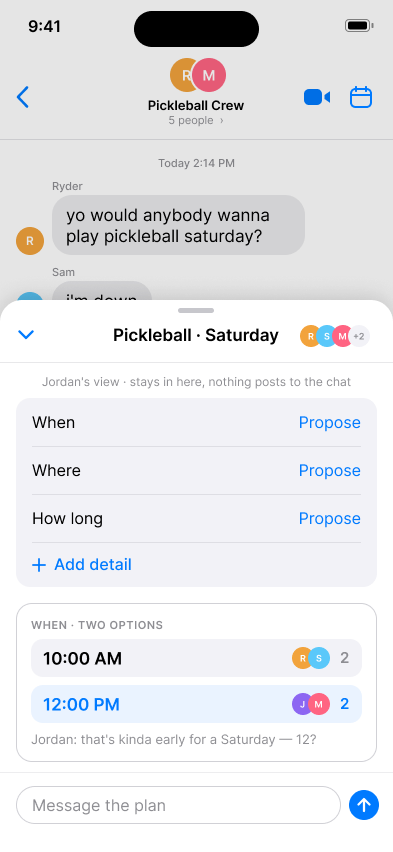 9:41
R M
Pickleball Crew
5 people ›
Today 2:14 PM
Ryder
yo would anybody wanna
play pickleball saturday?
R
Sam
i'm down
Pickleball · Saturday
R S M +2
Jordan's view · stays in here, nothing posts to the chat
When Propose
Where Propose
How long Propose
+ Add detail
WHEN · TWO OPTIONS
10:00 AM R S 2
12:00 PM J M 2
Jordan: that's kinda early for a Saturday — 12?
Message the plan